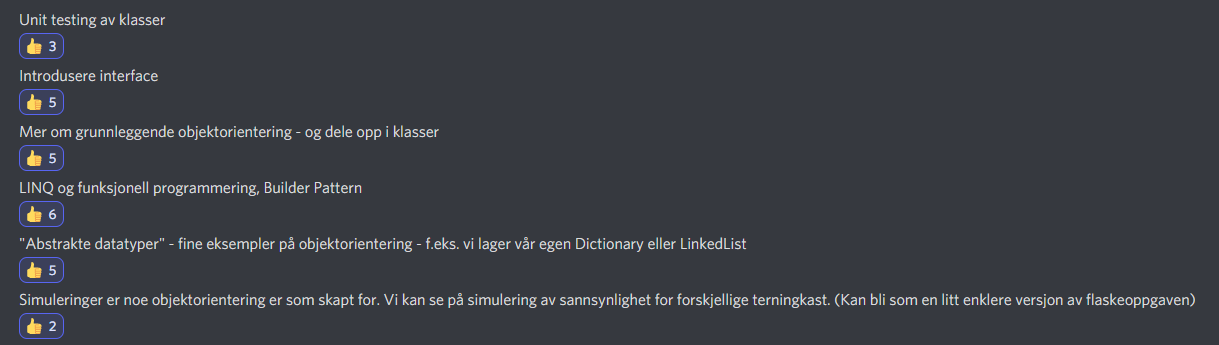 Unit testing av klasser
👍 3
Introdusere interface
👍 5
Mer om grunnleggende objektorientering - og dele opp i klasser
👍 5
LINQ og funksjonell programmering, Builder Pattern
👍 6
"Abstrakte datatyper" - fine eksempler på objektorientering - f.eks. vi lager vår egen Dictionary eller LinkedList
👍 5
Simuleringer er noe objektorientering er som skapt for. Vi kan se på simulering av sannsynlighet for forskjellige terningkast. (Kan bli som en litt enklere versjon av flaskeoppgaven)
👍 2